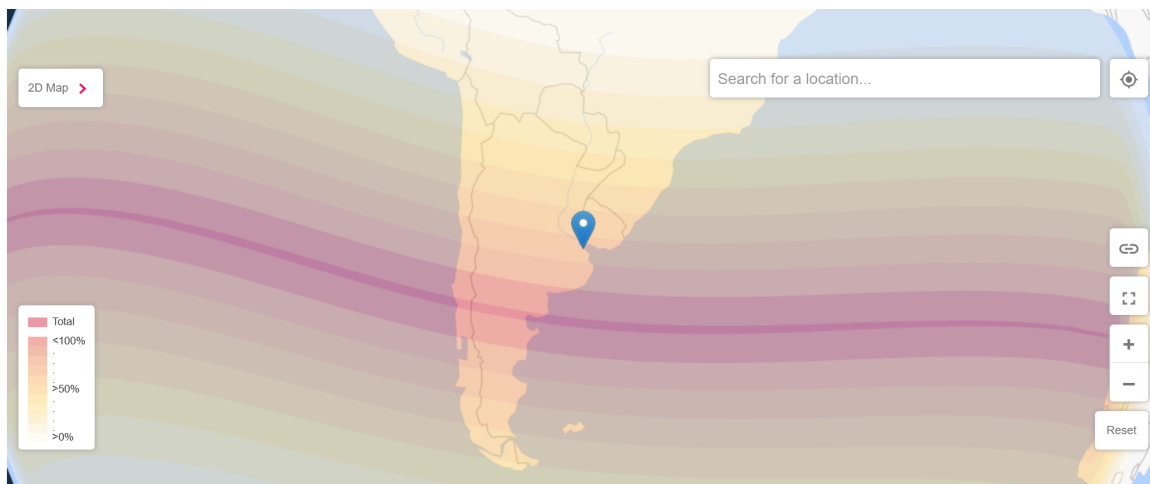 2D Map
Search for a location...
Total
<100%
.
.
.
>50%
.
.
.
>0%
+
−
Reset